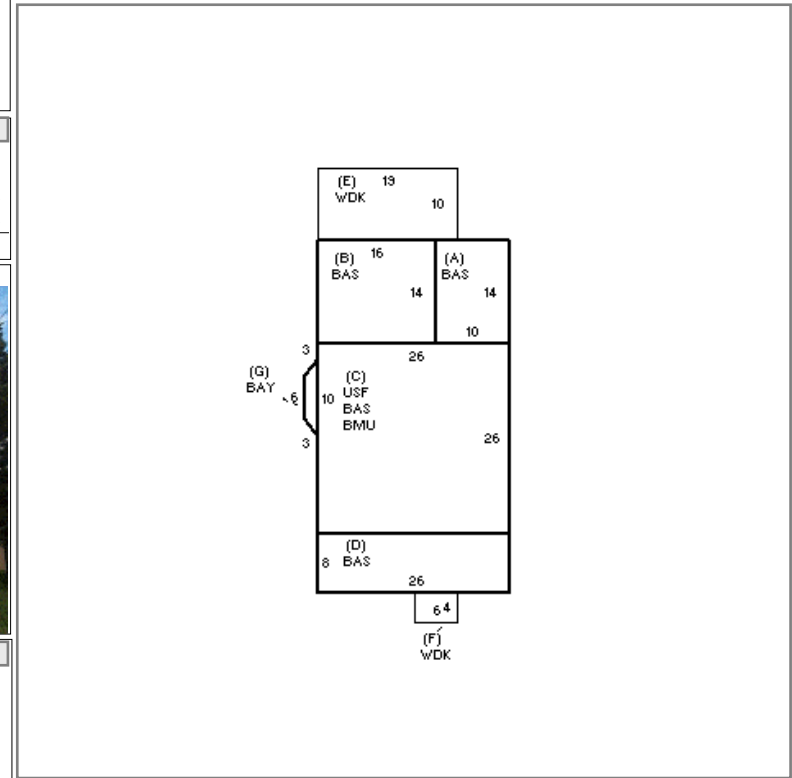 (E) 19
WDK
10
(B) 16
BAS
14
(A)
BAS
14
10
3
26
(G)
BAY
6
3
10
(C)
USF
BAS
BMU
26
(D)
8 BAS
26
6 4
(F)
WDK